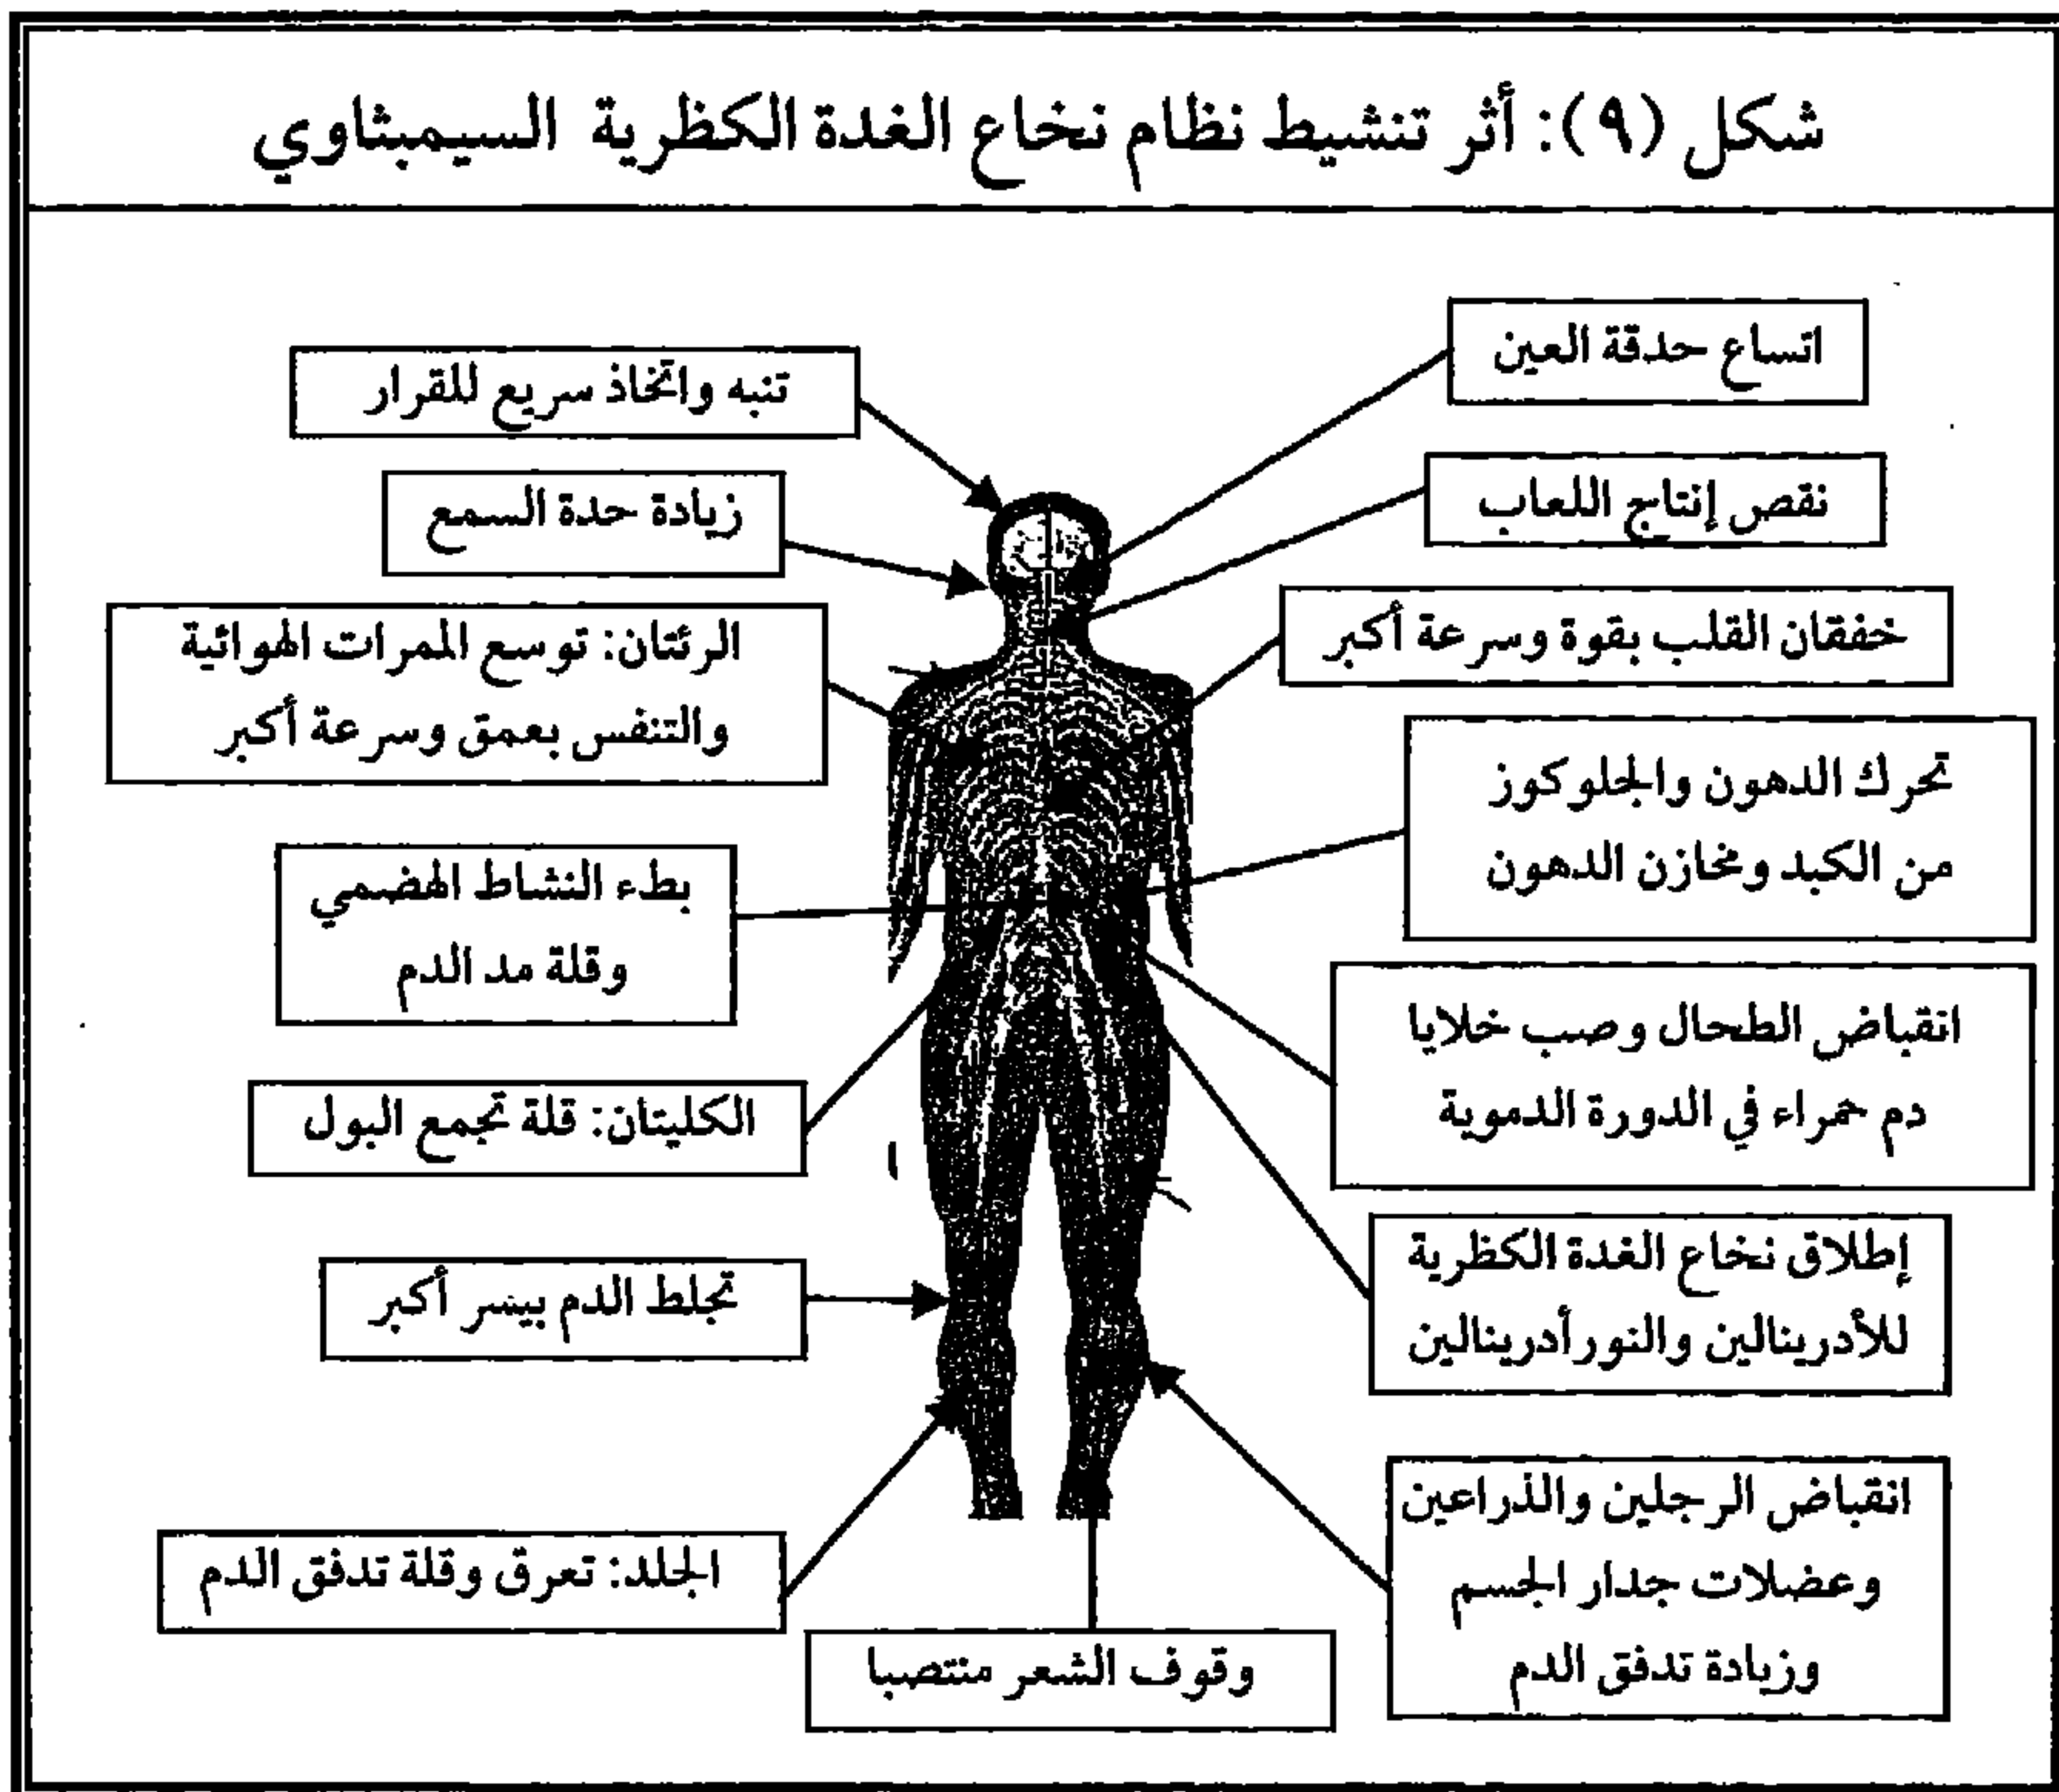 شكل (٩): أثر تنشيط نظام نخاع الغدة الكظرية السيمبثاوي
اتساع حدقة العين
نقص إنتاج اللعاب
خفقان القلب بقوة وسرعة أكبر
تحرك الدهون والجلوكوز
من الكبد ومخازن الدهون
انقباض الطحال وصب خلايا
دم حمراء في الدورة الدموية
إطلاق نخاع الغدة الكظرية
للأدرينالين والنورأدرينالين
انقباض الرجلين والذراعين
وعضلات جدار الجسم
وزيادة تدفق الدم
تنبه واتخاذ سريع للقرار
زيادة حدة السمع
الرئتان: توسع الممرات الهوائية
والتنفس بعمق وسرعة أكبر
بطء النشاط الهضمي
وقلة مد الدم
الكليتان: قلة تجمع البول
تجلط الدم بيسر أكبر
الجلد: تعرق وقلة تدفق الدم
وقوف الشعر منتصبا